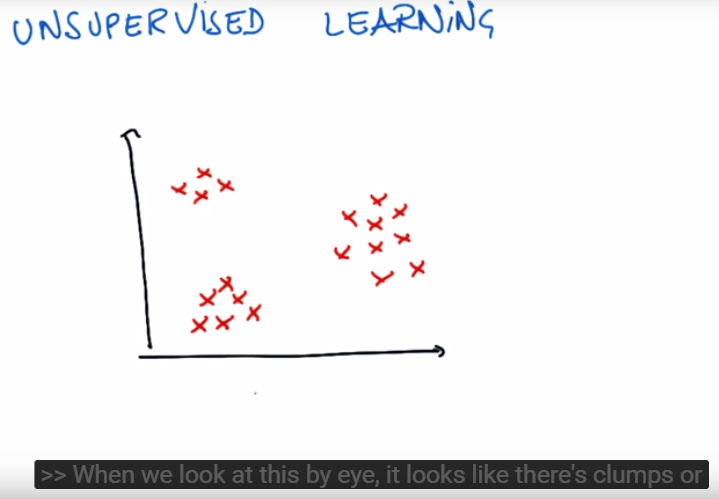 UNSUPERVISED LEARNING
>> When we look at this by eye, it looks like there's clumps or